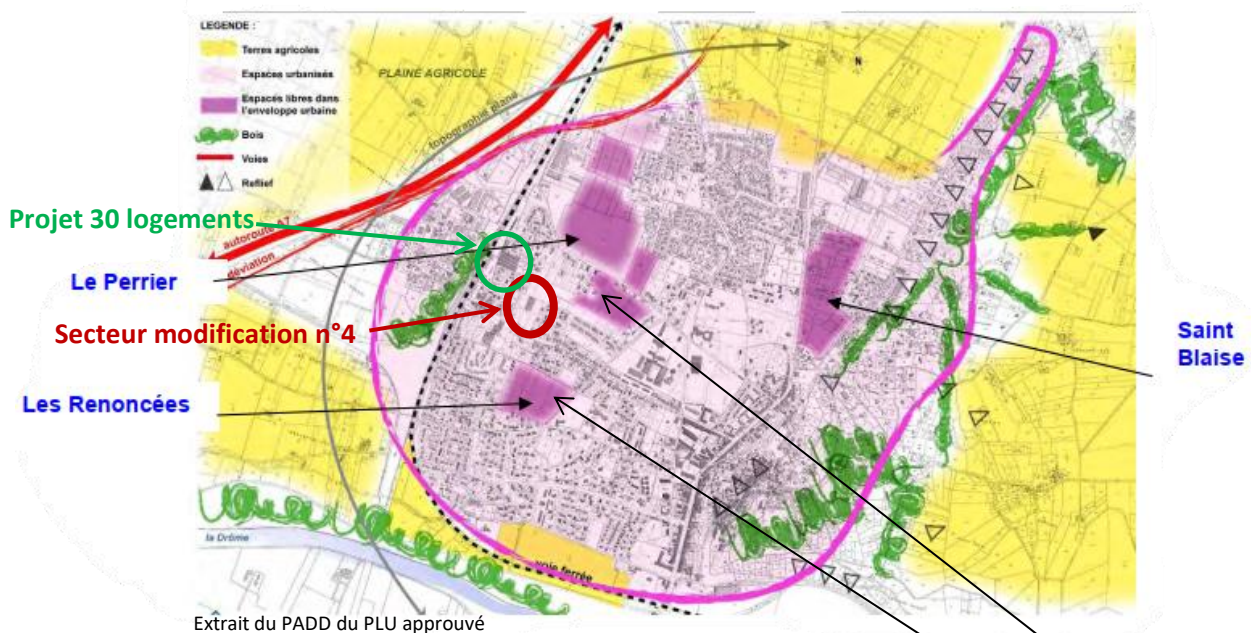 LEGENDE :
Terres agricoles
Espaces urbanisés
Espaces libres dans
l'enveloppe urbaine
Bois
Voies
Relief
PLAINE AGRICOLE
topographie plane
N
autoroute A7
déviation
Projet 30 logements
Le Perrier
Secteur modification n°4
Les Renoncées
Saint
Blaise
la Drôme
voie ferrée
Extrait du PADD du PLU approuvé